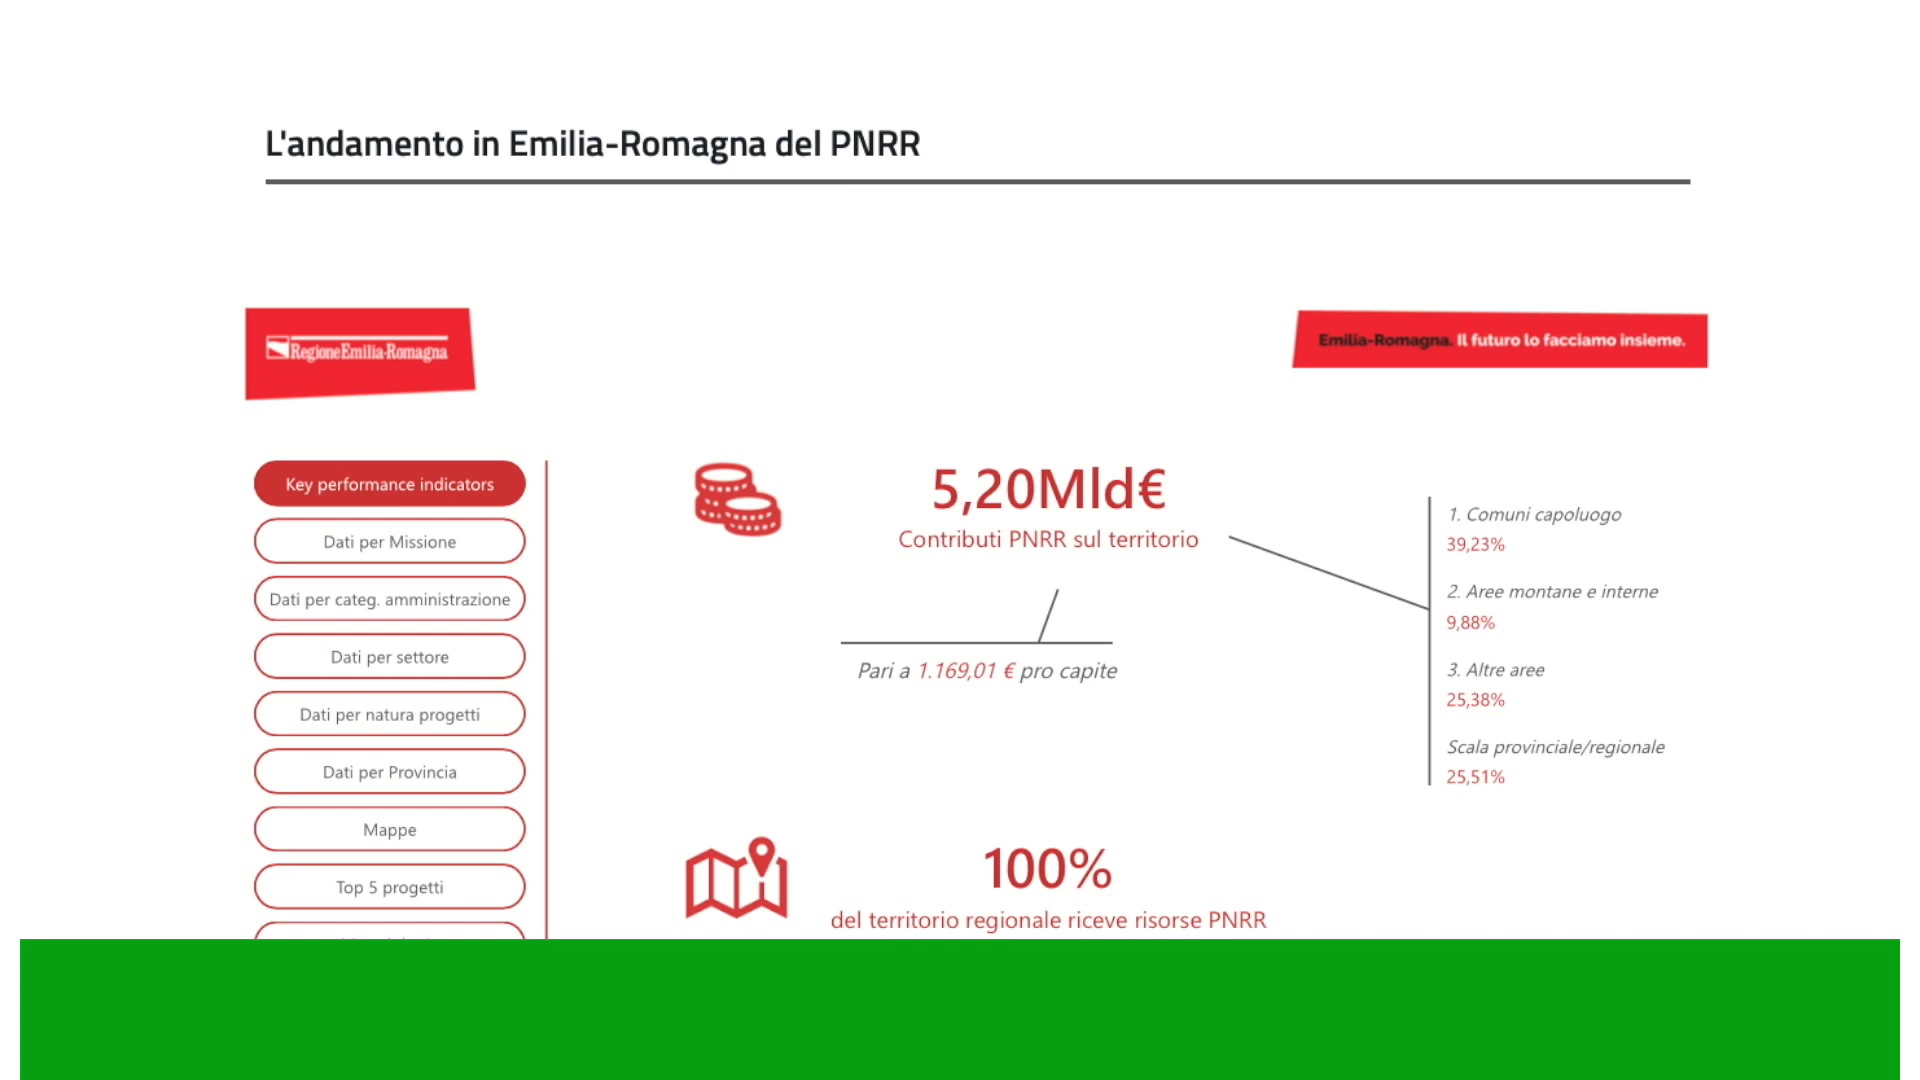 L'andamento in Emilia-Romagna del PNRR
RegioneEmilia-Romagna
Emilia-Romagna. Il futuro lo facciamo insieme.
Key performance indicators
Dati per Missione
Dati per categ. amministrazione
Dati per settore
Dati per natura progetti
Dati per Provincia
Mappe
Top 5 progetti
5,20Mld€
Contributi PNRR sul territorio
Pari a 1.169,01 € pro capite
1. Comuni capoluogo
39,23%
2. Aree montane e interne
9,88%
3. Altre aree
25,38%
Scala provinciale/regionale
25,51%
100%
del territorio regionale riceve risorse PNRR